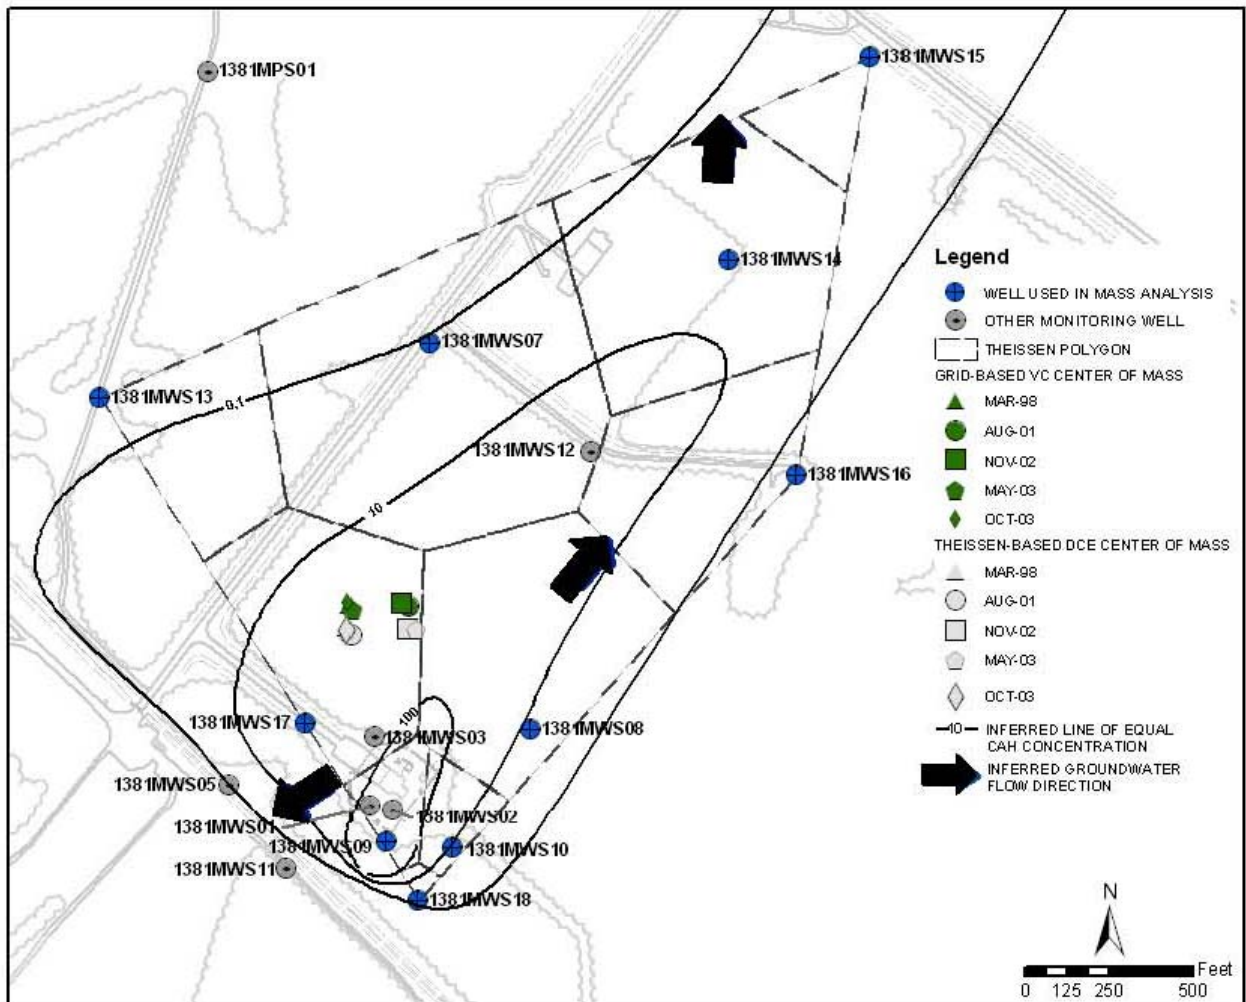 1381MPS01
1381MWS15
1381MWS14
1381MWS07
1381MWS13
0.1
1381MWS12
1381MWS16
10
100
1381MWS17
1381MWS03
1381MWS08
1381MWS05
1381MWS01
1381MWS02
1381MWS09
1381MWS10
1381MWS11
1381MWS18
Legend
WELL USED IN MASS ANALYSIS
OTHER MONITORING WELL
THEISSEN POLYGON
GRID-BASED VC CENTER OF MASS
MAR-98
AUG-01
NOV-02
MAY-03
OCT-03
THEISSEN-BASED DCE CENTER OF MASS
MAR-98
AUG-01
NOV-02
MAY-03
OCT-03
10
INFERRED LINE OF EQUAL
CAH CONCENTRATION
INFERRED GROUNDWATER
FLOW DIRECTION
N
Feet
0 125 250 500